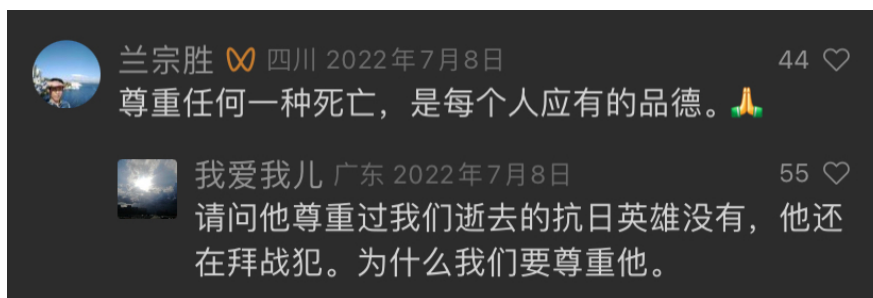 兰宗胜 四川 2022年7月8日 44
尊重任何一种死亡，是每个人应有的品德。🙏
我爱我儿 广东 2022年7月8日 55
请问他尊重过我们逝去的抗日英雄没有，他还
在拜战犯。为什么我们要尊重他。